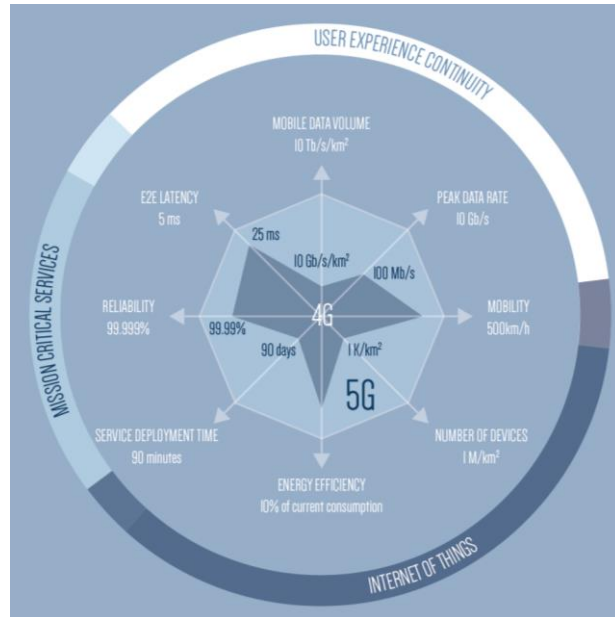 USER EXPERIENCE CONTINUITY
MOBILE DATA VOLUME
10 Tb/s/km²
E2E LATENCY
5 ms
PEAK DATA RATE
10 Gb/s
25 ms
10 Gb/s/km²
100 Mb/s
RELIABILITY
99.999%
99.99%
4G
MOBILITY
500km/h
90 days
1 K/km²
5G
SERVICE DEPLOYMENT TIME
90 minutes
NUMBER OF DEVICES
1 M/km²
ENERGY EFFICIENCY
10% of current consumption
MISSION CRITICAL SERVICES
INTERNET OF THINGS